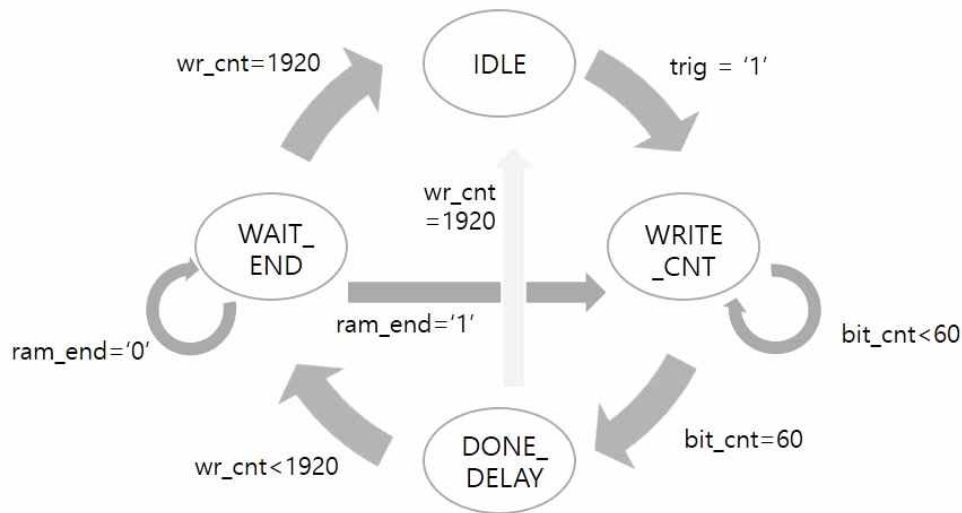 wr_cnt=1920
IDLE
trig = ‘1’
wr_cnt
=1920
WAIT_
END
WRITE
_CNT
ram_end=‘1’
ram_end=‘0’
bit_cnt<60
wr_cnt<1920
DONE_
DELAY
bit_cnt=60